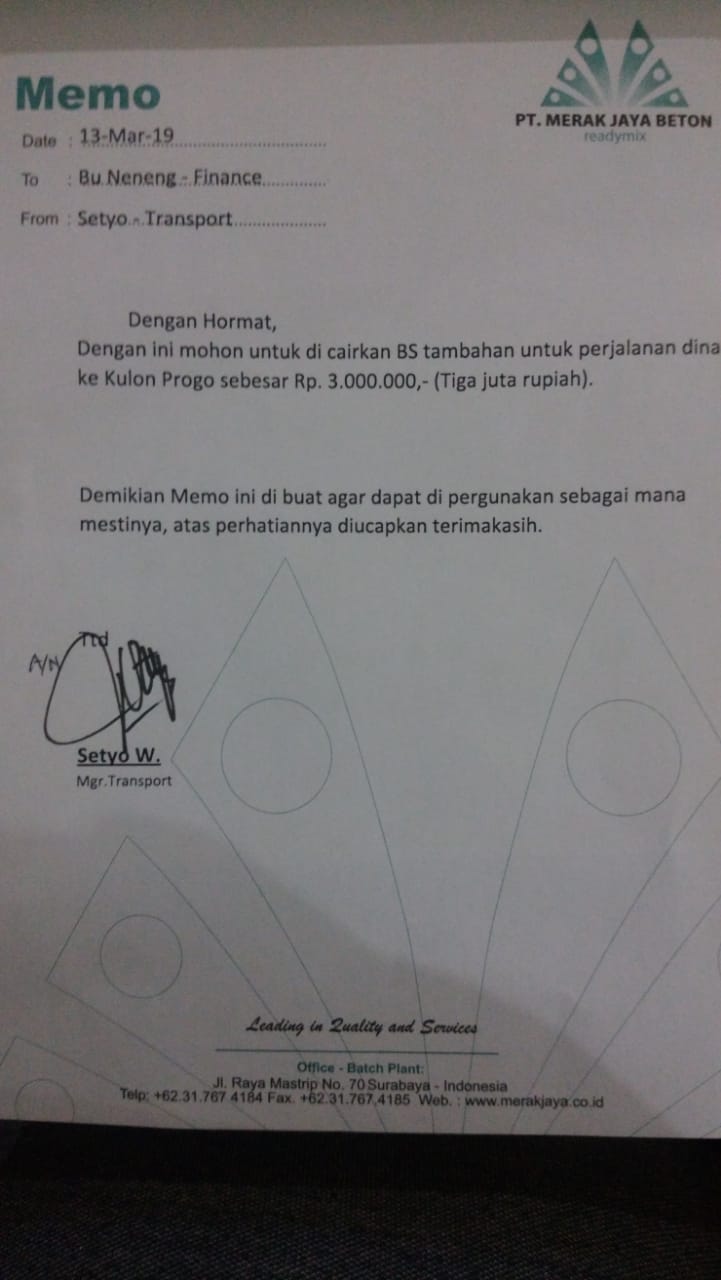 Memo
PT. MERAK JAYA BETON
readymix
Date : 13-Mar-19
To : Bu Neneng - Finance
From : Setyo - Transport
Dengan Hormat,
Dengan ini mohon untuk di cairkan BS tambahan untuk perjalanan dina
ke Kulon Progo sebesar Rp. 3.000.000,- (Tiga juta rupiah).
Demikian Memo ini di buat agar dapat di pergunakan sebagai mana
mestinya, atas perhatiannya diucapkan terimakasih.
Ttd
A/N
Setyo W.
Mgr.Transport
Leading in Quality and Services
Office - Batch Plant:
Jl. Raya Mastrip No. 70 Surabaya - Indonesia
Telp: +62.31.767 4184 Fax. +62.31.767.4185 Web. : www.merakjaya.co.id